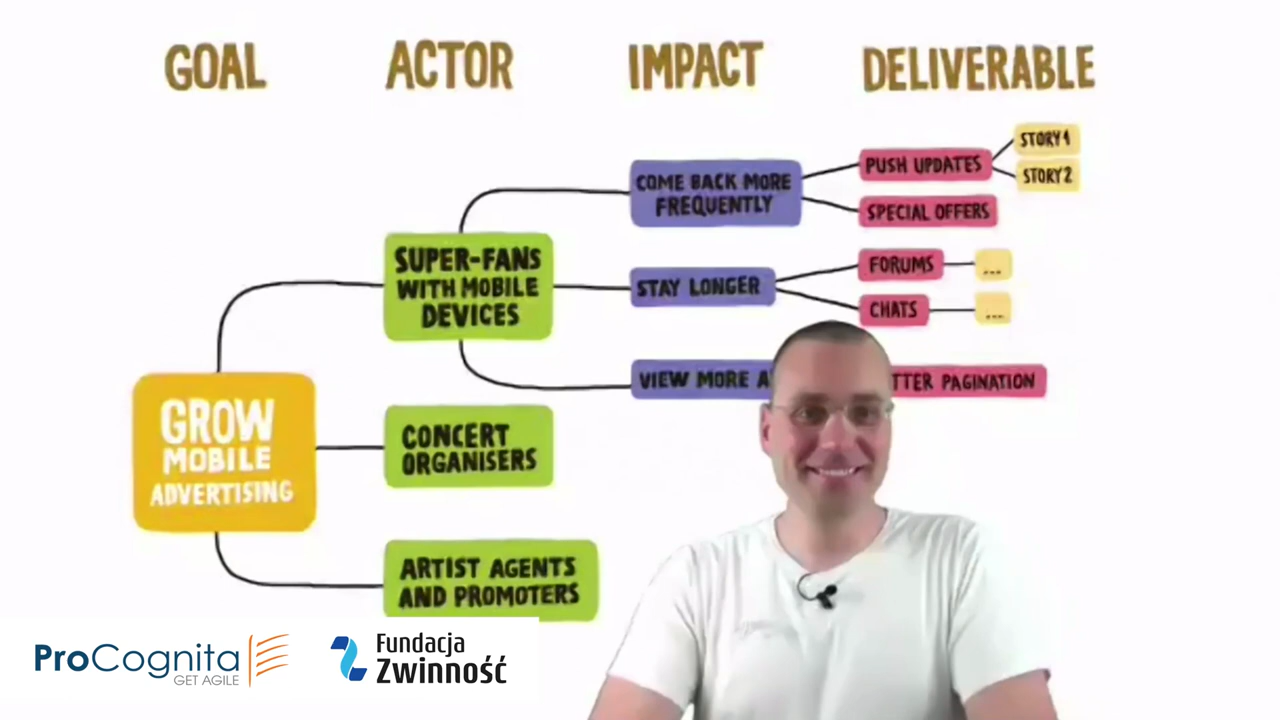 GOAL
ACTOR
IMPACT
DELIVERABLE
COME BACK MORE
FREQUENTLY
PUSH UPDATES
STORY 1
STORY 2
SPECIAL OFFERS
SUPER-FANS
WITH MOBILE
DEVICES
STAY LONGER
FORUMS
...
CHATS
...
VIEW MORE
TTER PAGINATION
GROW
MOBILE
ADVERTISING
CONCERT
ORGANISERS
ARTIST AGENTS
AND PROMOTERS
ProCognita
GET AGILE
Fundacja
Zwinność